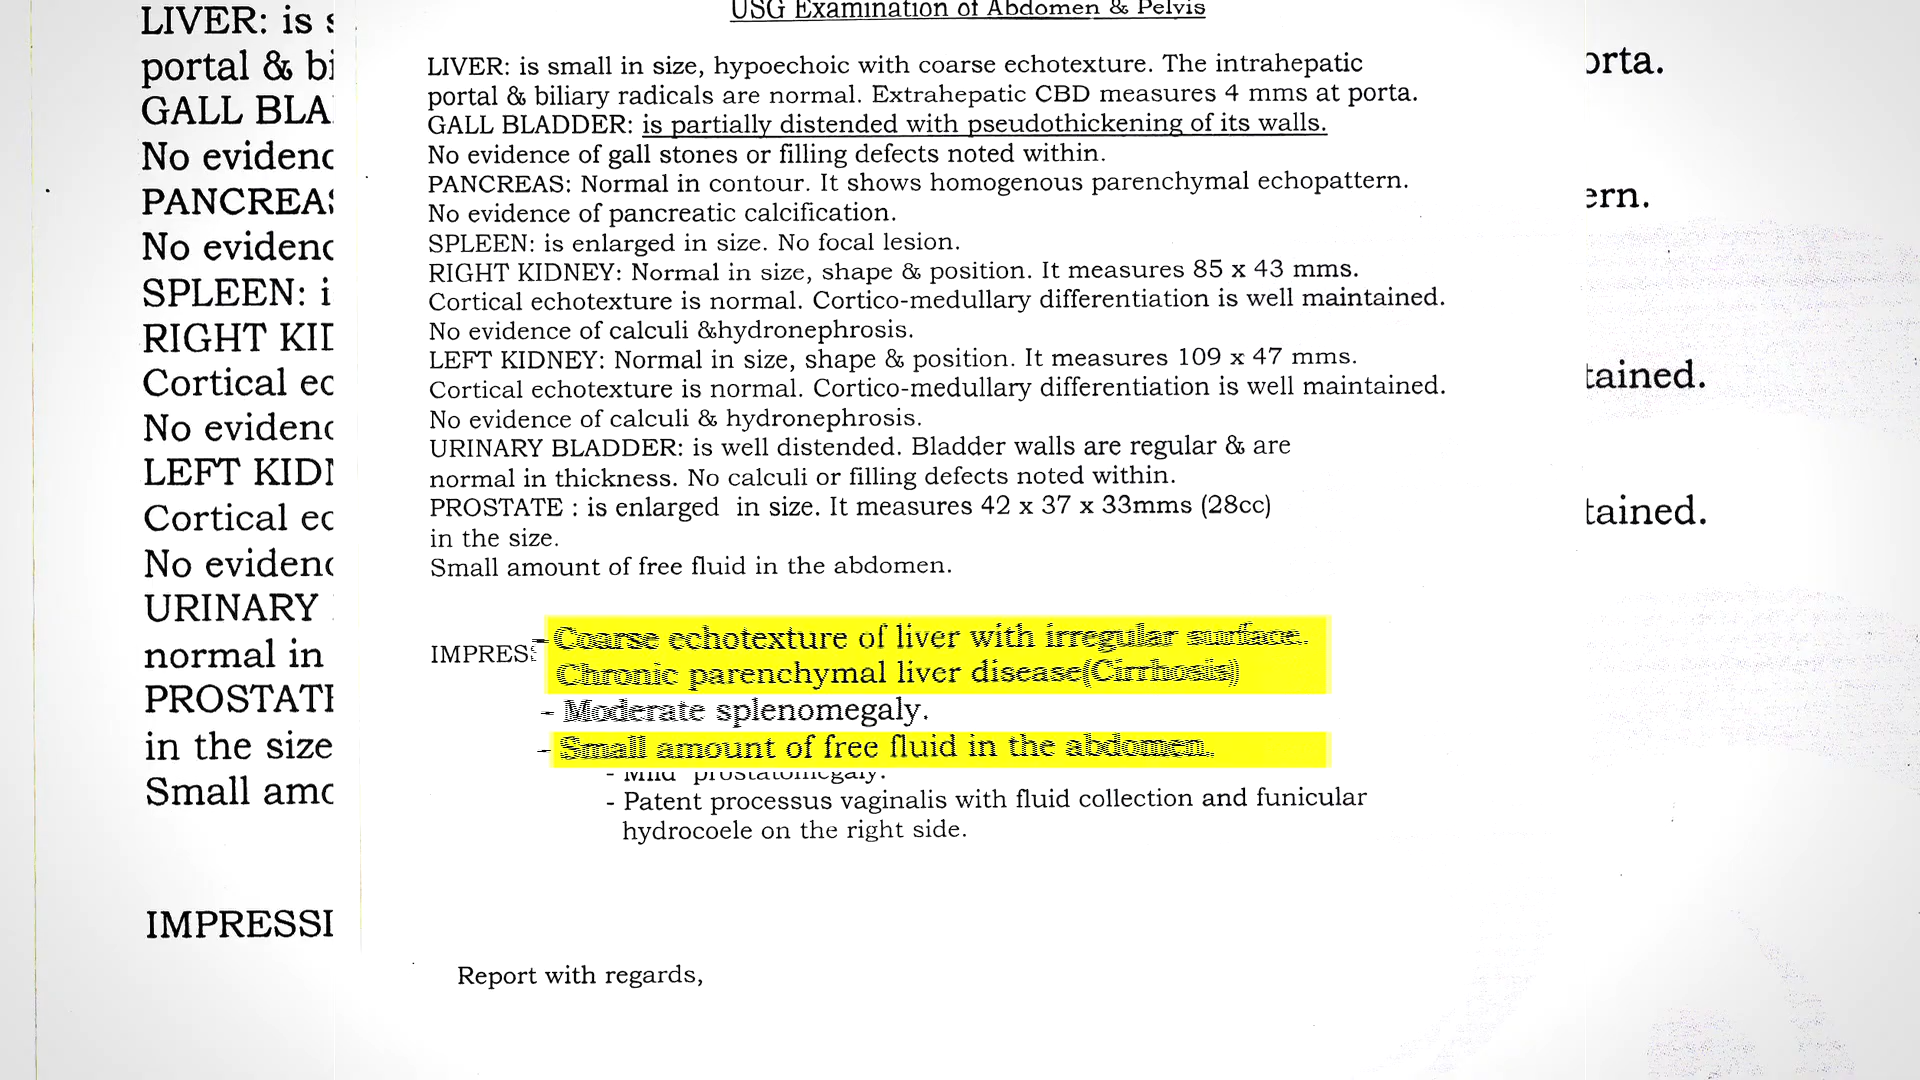 USG Examination of Abdomen & Pelvis
LIVER: is small in size, hypoechoic with coarse echotexture. The intrahepatic
portal & biliary radicals are normal. Extrahepatic CBD measures 4 mms at porta.
GALL BLADDER: is partially distended with pseudothickening of its walls.
No evidence of gall stones or filling defects noted within.
PANCREAS: Normal in contour. It shows homogenous parenchymal echopattern.
No evidence of pancreatic calcification.
SPLEEN: is enlarged in size. No focal lesion.
RIGHT KIDNEY: Normal in size, shape & position. It measures 85 x 43 mms.
Cortical echotexture is normal. Cortico-medullary differentiation is well maintained.
No evidence of calculi &hydronephrosis.
LEFT KIDNEY: Normal in size, shape & position. It measures 109 x 47 mms.
Cortical echotexture is normal. Cortico-medullary differentiation is well maintained.
No evidence of calculi & hydronephrosis.
URINARY BLADDER: is well distended. Bladder walls are regular & are
normal in thickness. No calculi or filling defects noted within.
PROSTATE : is enlarged in size. It measures 42 x 37 x 33mms (28cc)
in the size.
Small amount of free fluid in the abdomen.
IMPRES
- Coarse echotexture of liver with irregular surface.
Chronic parenchymal liver disease(Cirrhosis)
- Moderate splenomegaly.
- Small amount of free fluid in the abdomen.
- Mild prostatomegaly.
- Patent processus vaginalis with fluid collection and funicular
hydrocoele on the right side.
Report with regards,
LIVER: is
portal & bi
GALL BLA
No evidenc
PANCREAS
No evidenc
SPLEEN: i
RIGHT KID
Cortical ec
No evidenc
LEFT KIDN
Cortical ec
No evidenc
URINARY
normal in
PROSTATE
in the size
Small amo
IMPRESSI
orta.
ern.
tained.
tained.